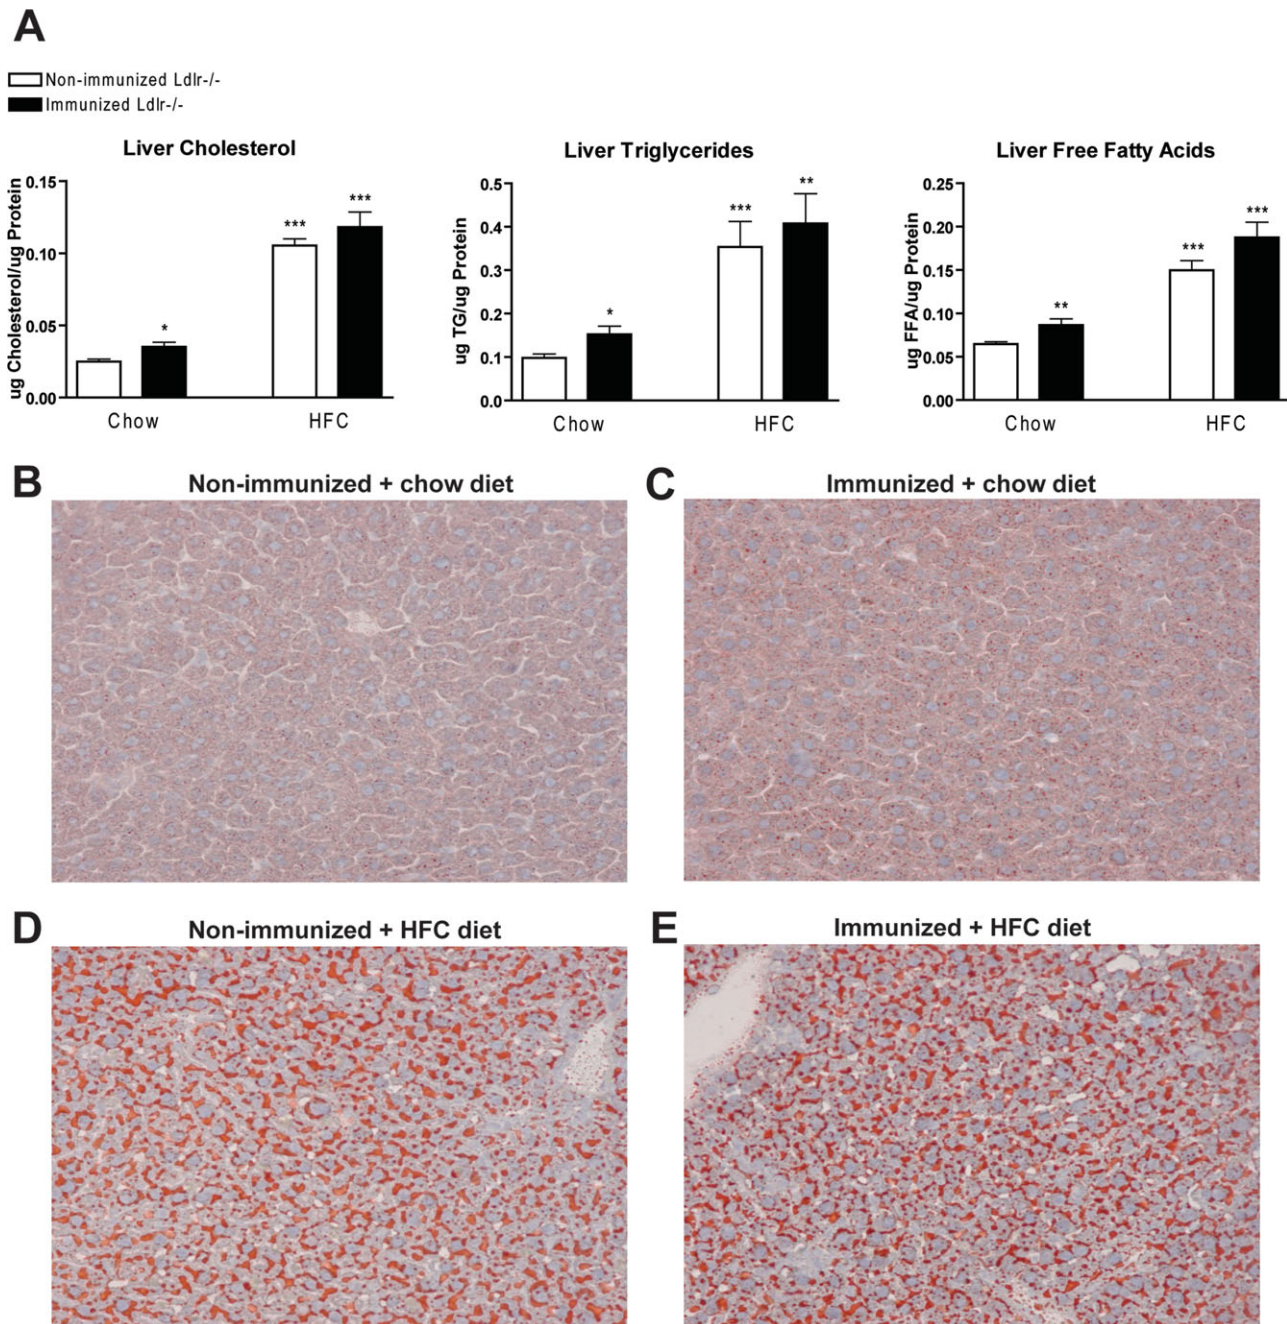 A
Non-immunized Ldlr-/-
Immunized Ldlr-/-
Liver Cholesterol
ug Cholesterol/ug Protein
0.15
0.10
0.05
0.00
*
***
***
Chow
HFC
Liver Triglycerides
ug TG/ug Protein
0.5
0.4
0.3
0.2
0.1
0.0
*
***
**
Chow
HFC
Liver Free Fatty Acids
ug FFA/ug Protein
0.25
0.20
0.15
0.10
0.05
0.00
**
***
***
Chow
HFC
B
Non-immunized + chow diet
C
Immunized + chow diet
D
Non-immunized + HFC diet
E
Immunized + HFC diet